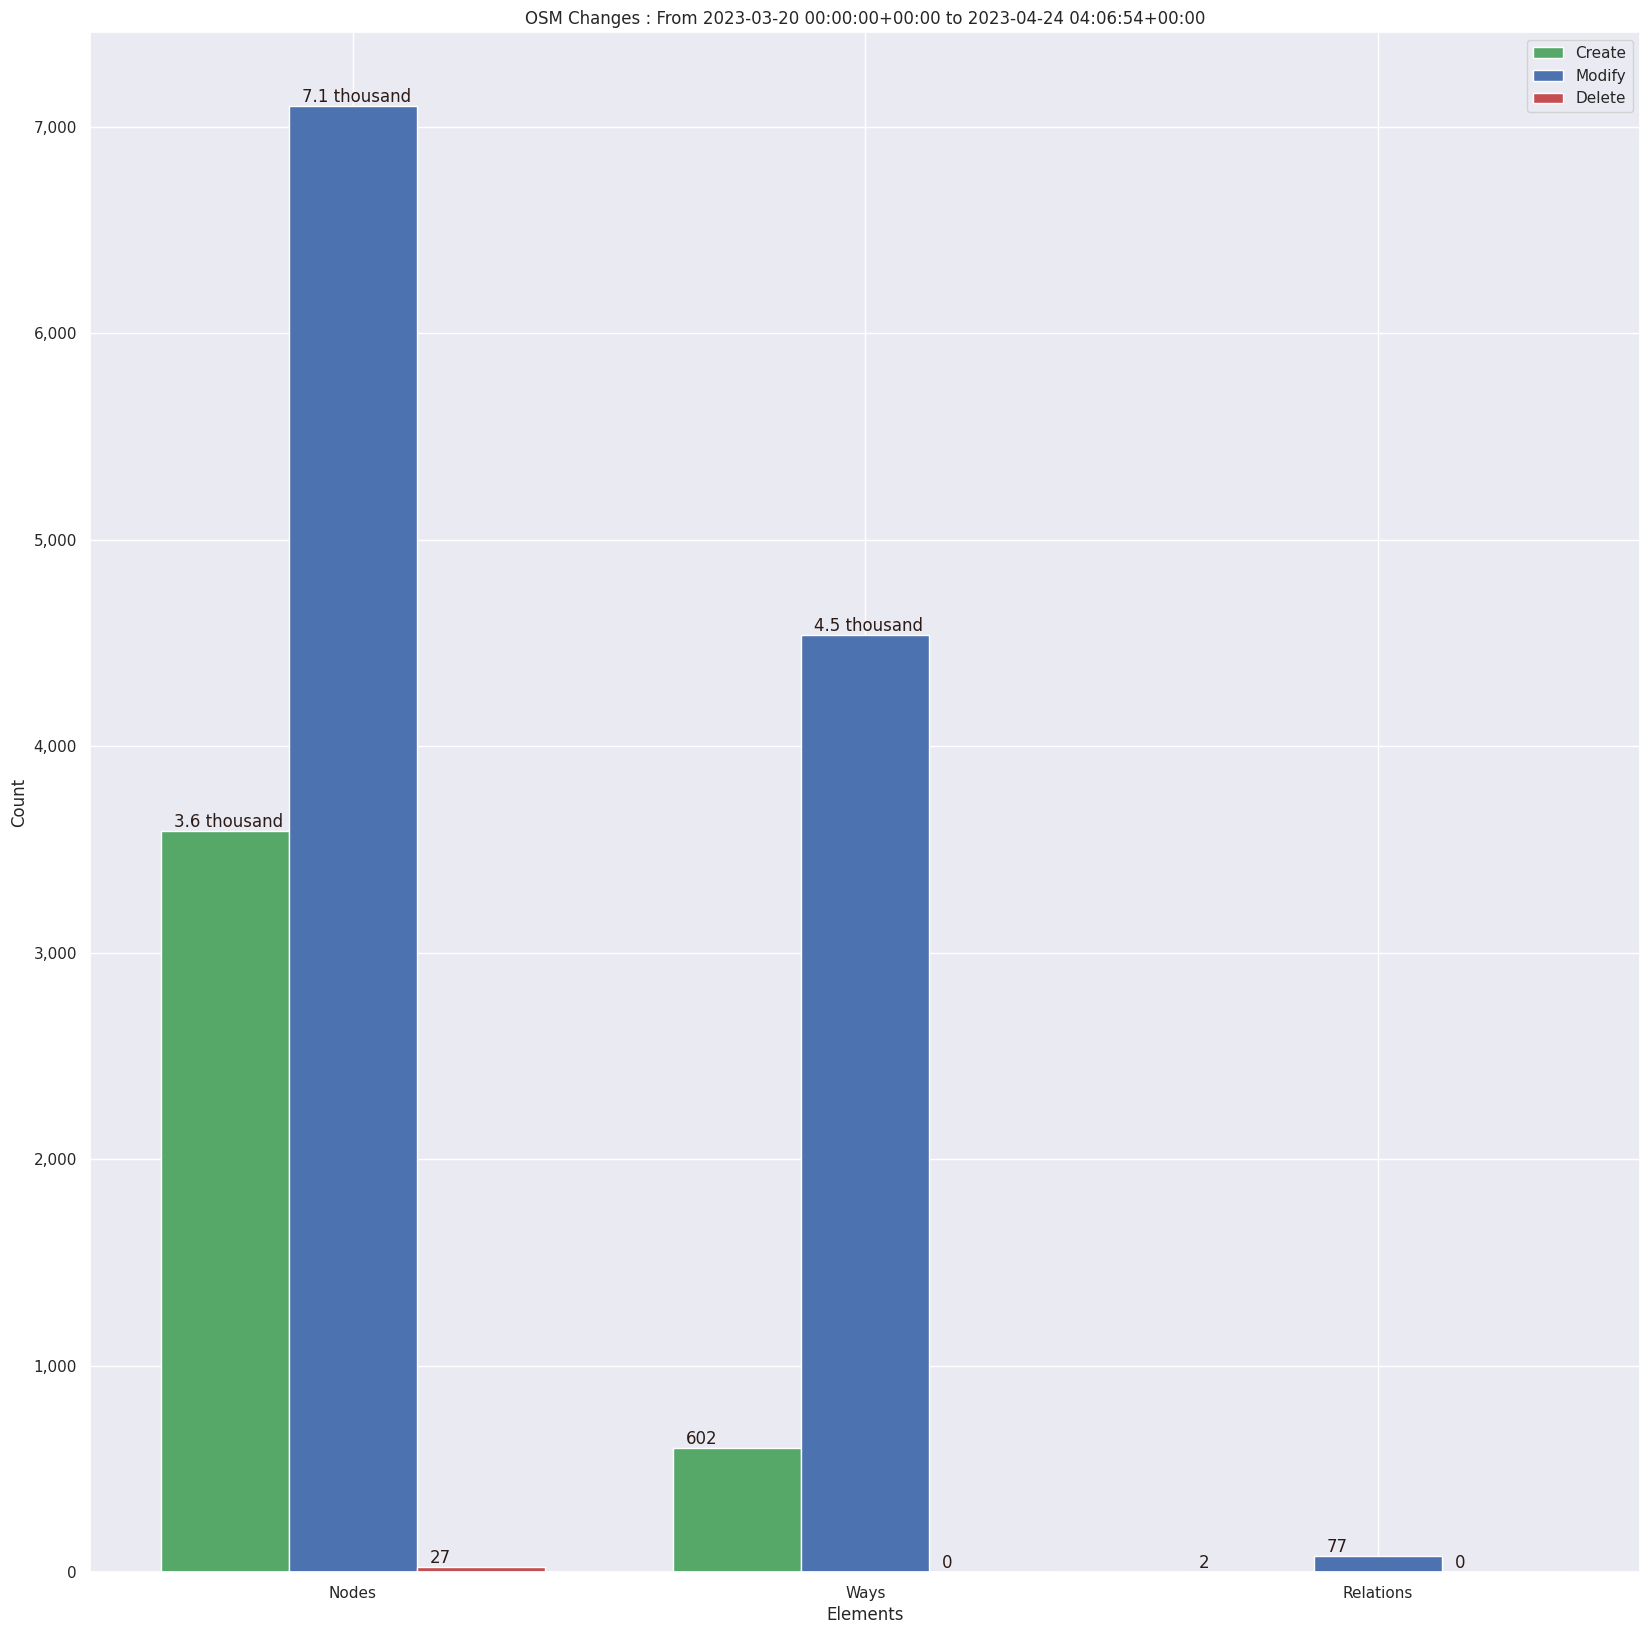 OSM Changes : From 2023-03-20 00:00:00+00:00 to 2023-04-24 04:06:54+00:00
Create
Modify
Delete
7.1 thousand
7,000
6,000
5,000
4.5 thousand
4,000
3.6 thousand
3,000
2,000
1,000
602
27
0
2
77
0
0
Count
Nodes
Ways
Relations
Elements